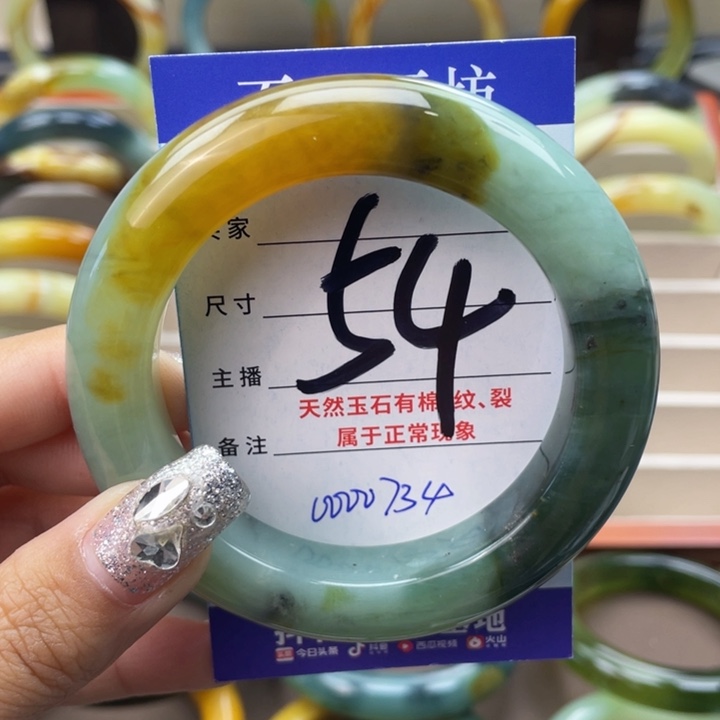 家
尺寸
54
主播
天然玉石有棉、纹、裂
属于正常现象
备注
0000734
今日头条 抖音 西瓜视频 火山